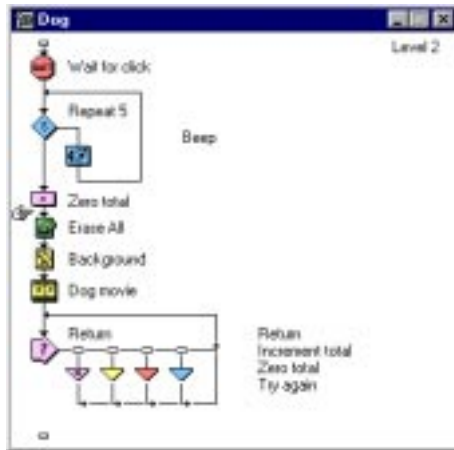 Dog
Level 2
Wait for click
Repeat 5
Beep
Zero total
Erase All
Background
Dog movie
Return
Return
Increment total
Zero total
Try again